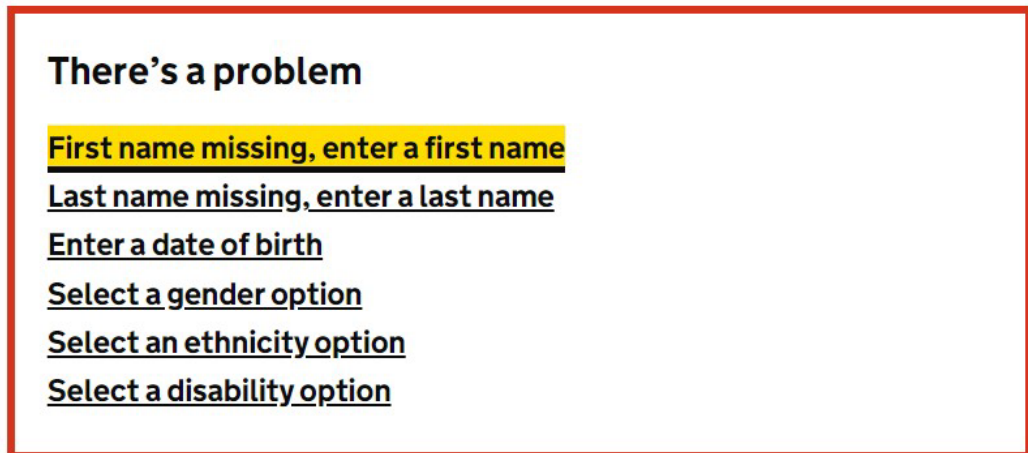 There’s a problem
First name missing, enter a first name
Last name missing, enter a last name
Enter a date of birth
Select a gender option
Select an ethnicity option
Select a disability option